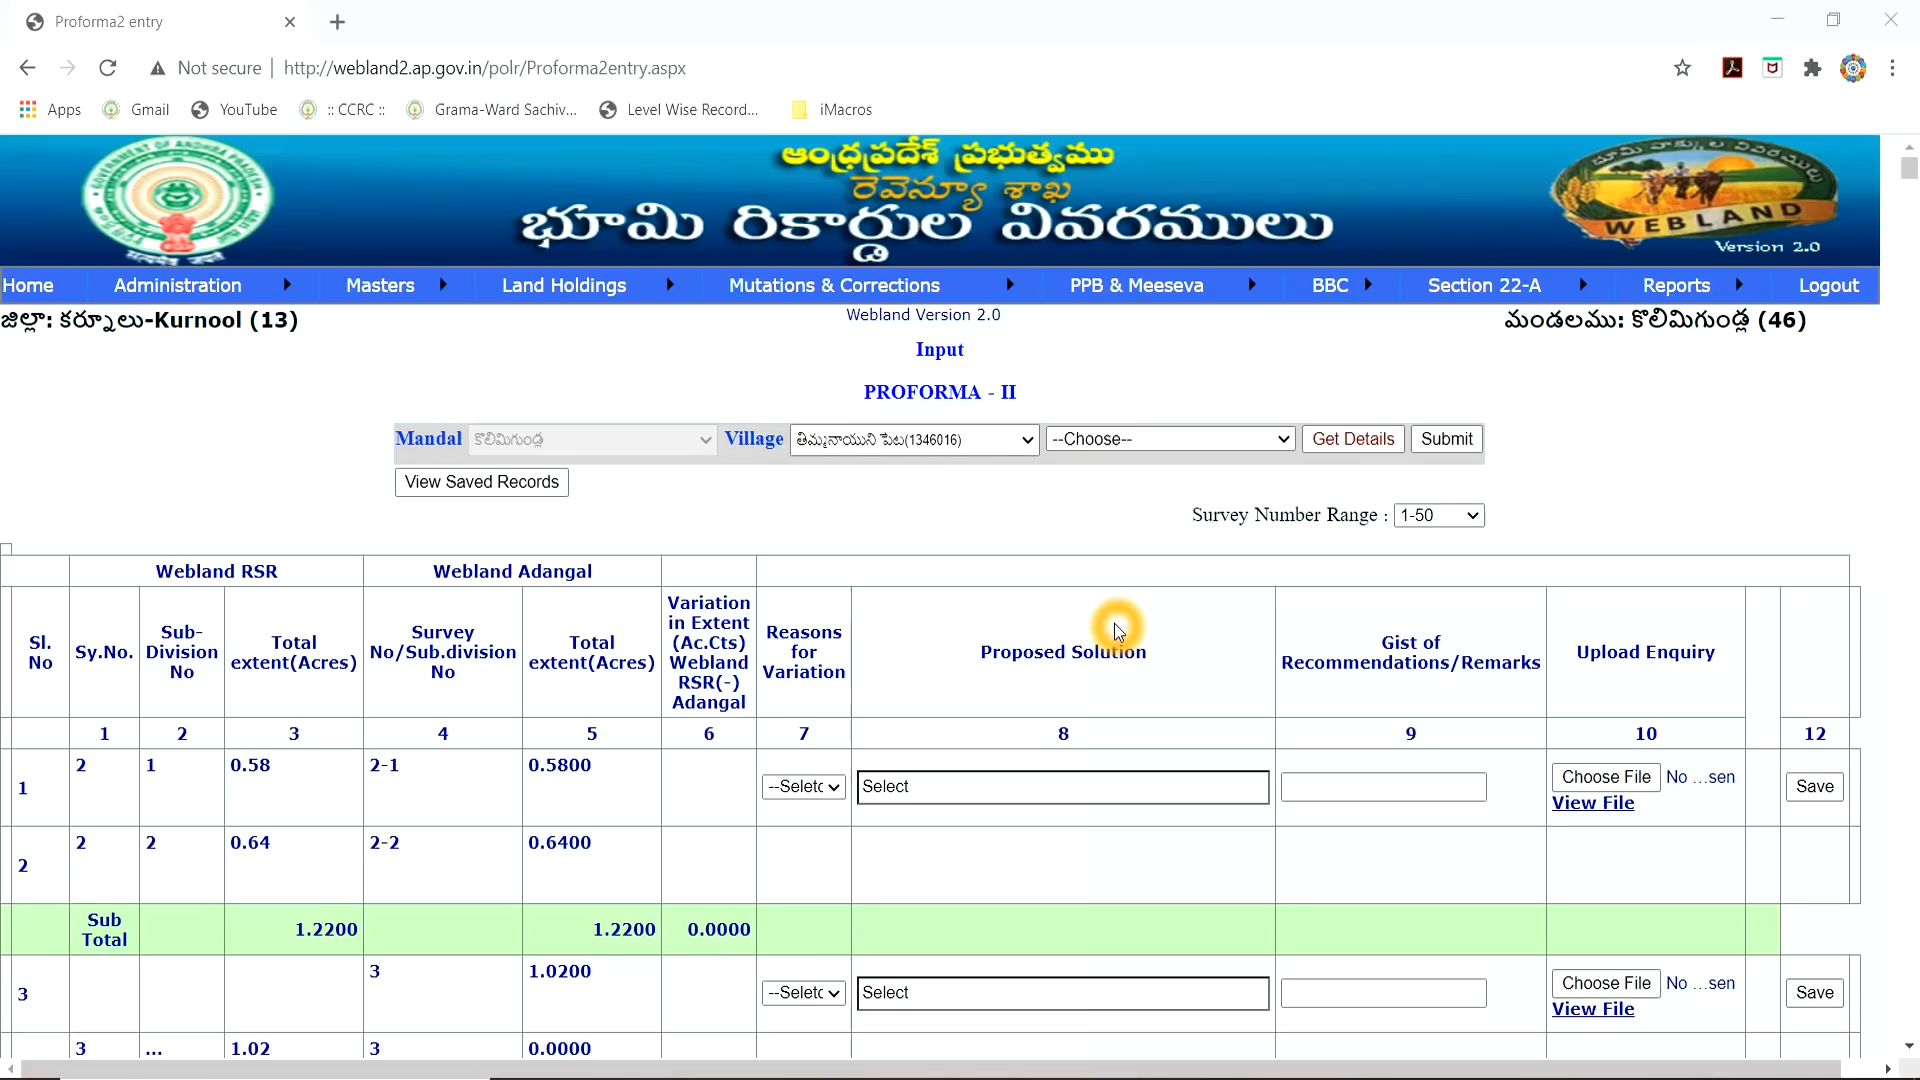 Proforma2 entry
Not secure | http://webland2.ap.gov.in/polr/Proforma2entry.aspx
Apps Gmail YouTube :: CCRC :: Grama-Ward Sachiv... Level Wise Record... iMacros
ఆంధ్రప్రదేశ్ ప్రభుత్వము
రెవెన్యూ శాఖ
భూమి రికార్డుల వివరములు
WEBLAND
Version 2.0
Home Administration Masters Land Holdings Mutations & Corrections PPB & Meeseva BBC Section 22-A Reports Logout
జిల్లా: కర్నూలు-Kurnool (13) Webland Version 2.0 మండలము: కొలిమిగుండ్ల (46)
Input
PROFORMA - II
Mandal కొలిమిగుండ్ల Village తిమ్మనాయుని పేట(1346016) --Choose-- Get Details Submit
View Saved Records
Survey Number Range : 1-50
Webland RSR Webland Adangal
Sl. No Sy.No. Sub-Division No Total extent(Acres) Survey No/Sub.division No Total extent(Acres) Variation in Extent (Ac.Cts) Webland RSR(-) Adangal Reasons for Variation Proposed Solution Gist of Recommendations/Remarks Upload Enquiry
1 2 3 4 5 6 7 8 9 10 12
1 2 1 0.58 2-1 0.5800 --Select Select Choose File No ...sen View File Save
2 2 2 0.64 2-2 0.6400
Sub Total 1.2200 1.2200 0.0000
3 3 1.0200 --Select Select Choose File No ...sen View File Save
3 ... 1.02 3 0.0000